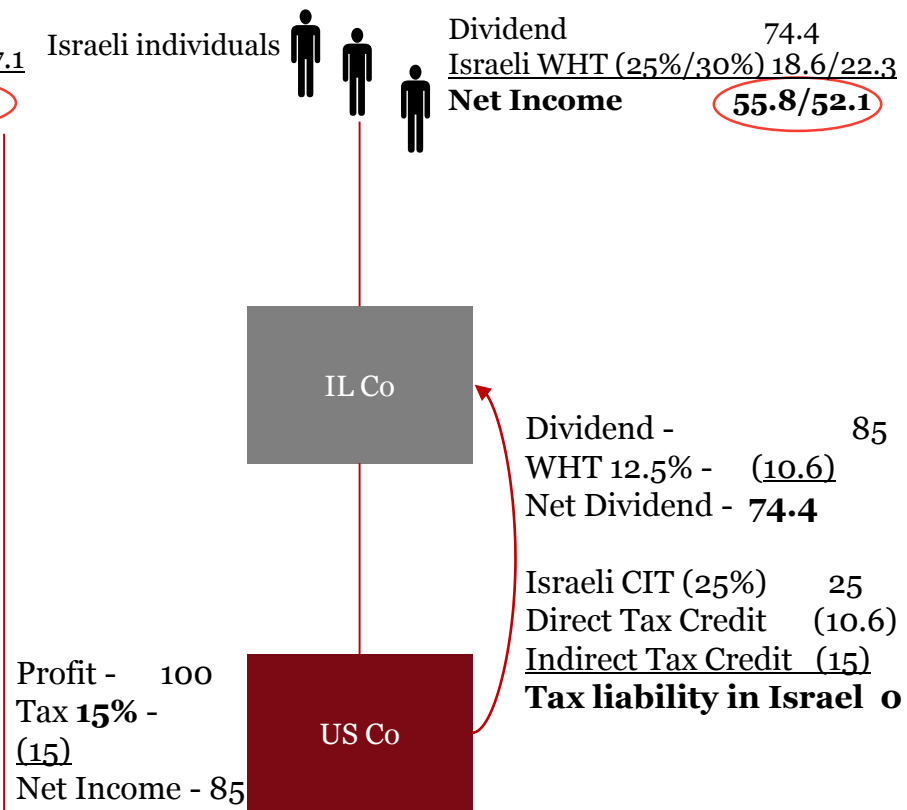 7.1
Israeli individuals
Dividend 74.4
Israeli WHT (25%/30%) 18.6/22.3
Net Income 55.8/52.1
IL Co
Dividend - 85
WHT 12.5% - (10.6)
Net Dividend - 74.4
Israeli CIT (25%) 25
Direct Tax Credit (10.6)
Indirect Tax Credit (15)
Tax liability in Israel 0
Profit - 100
Tax 15% -
(15)
Net Income - 85
US Co